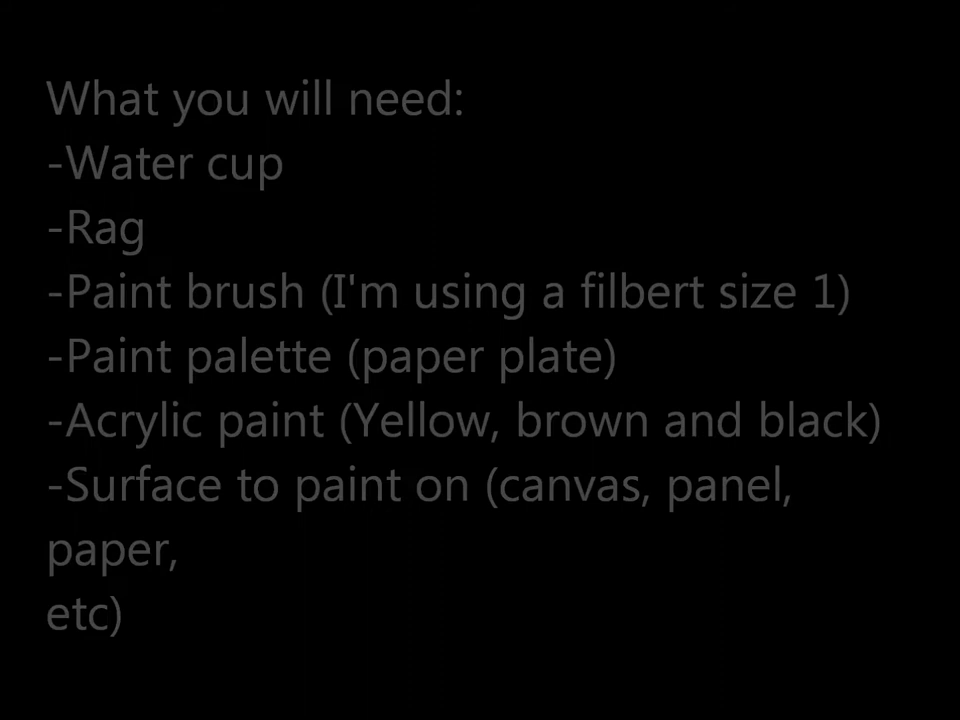 What you will need:
-Water cup
-Rag
-Paint brush (I'm using a filbert size 1)
-Paint palette (paper plate)
-Acrylic paint (Yellow, brown and black)
-Surface to paint on (canvas, panel,
paper,
etc)